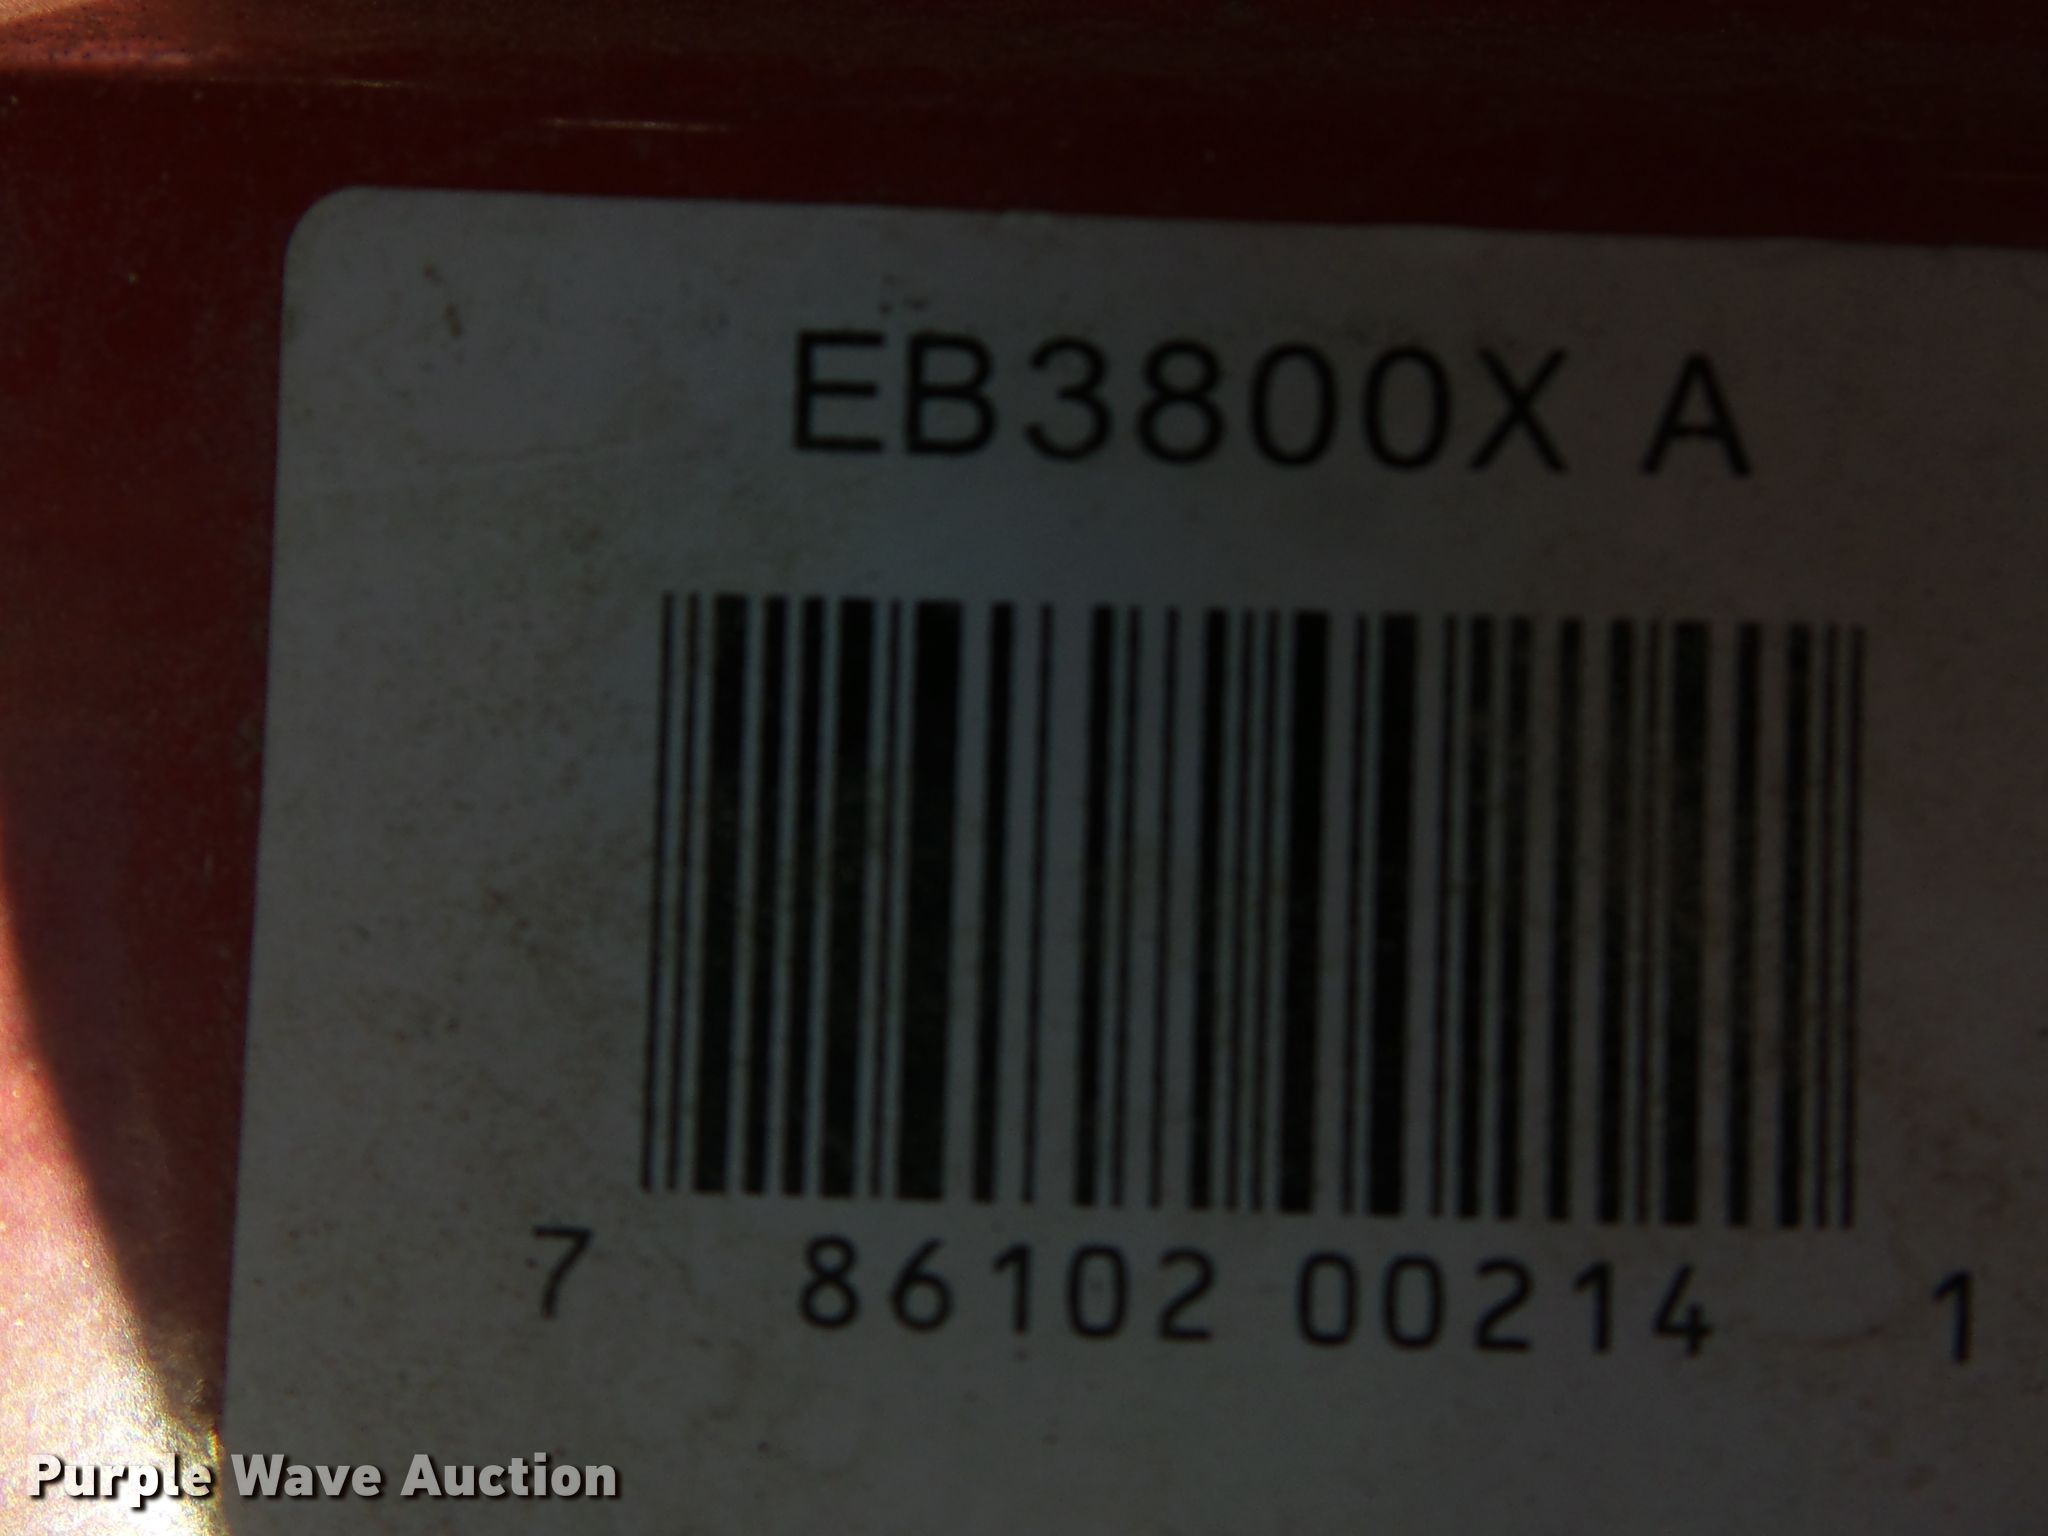 EB3800X A
7 86102 00214 1
Purple Wave Auction